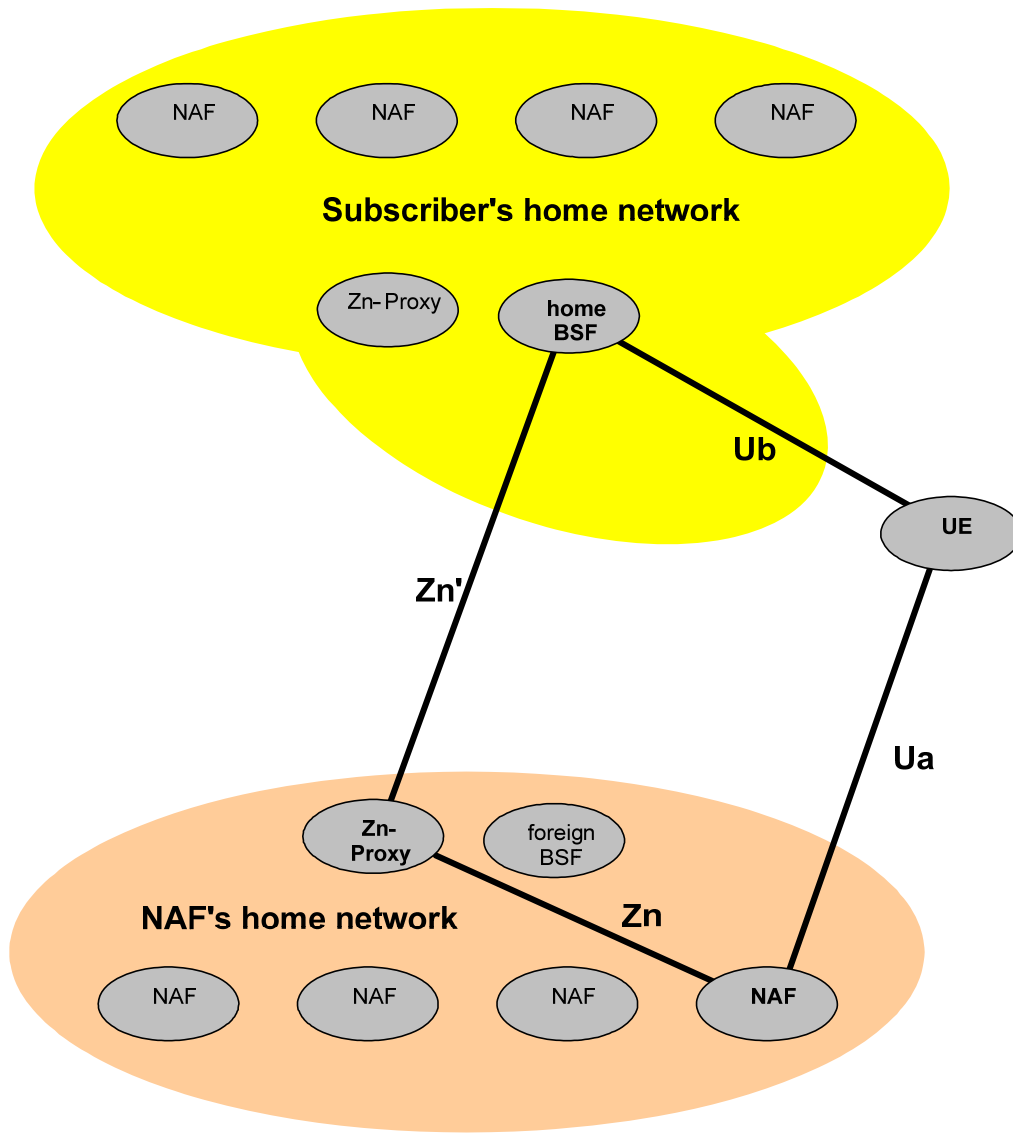 NAF
NAF
NAF
NAF
Subscriber's home network
Zn-Proxy
home
BSF
Ub
UE
Zn'
Ua
Zn-
Proxy
foreign
BSF
NAF's home network
Zn
NAF
NAF
NAF
NAF